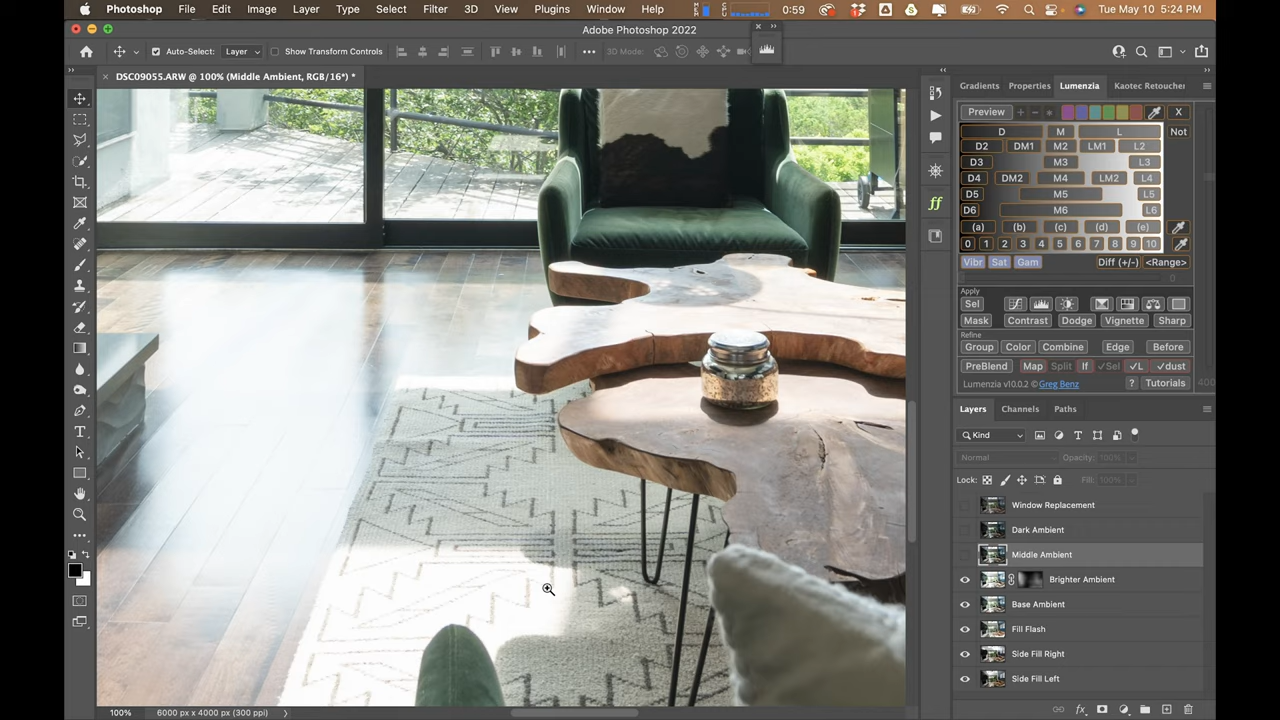 Photoshop File Edit Image Layer Type Select Filter 3D View Plugins Window Help 0:59 Tue May 10 5:24 PM
Adobe Photoshop 2022
Auto-Select: Layer Show Transform Controls 3D Mode:
DSC09055.ARW @ 100% (Middle Ambient, RGB/16*) *
Gradients Properties Lumenzia Kaotec Retoucher
Preview X
D M L Not
D2 DM1 M2 LM1 L2
D3 M3 L3
D4 DM2 M4 LM2 L4
D5 M5 L5
D6 M6 L6
(a) (b) (c) (d) (e)
0 1 2 3 4 5 6 7 8 9 10
Vibr Sat Gam Diff (+/-) <Range>
Apply
Sel
Mask Contrast Dodge Vignette Sharp
Refine
Group Color Combine Edge Before
PreBlend Map Split If ✓Sel ✓L ✓dust
Lumenzia v10.0.2 © Greg Benz ? Tutorials
Layers Channels Paths
Kind
Normal Opacity: 100%
Lock: Fill: 100%
Window Replacement
Dark Ambient
Middle Ambient
Brighter Ambient
Base Ambient
Fill Flash
Side Fill Right
Side Fill Left
100% 6000 px x 4000 px (300 ppi)